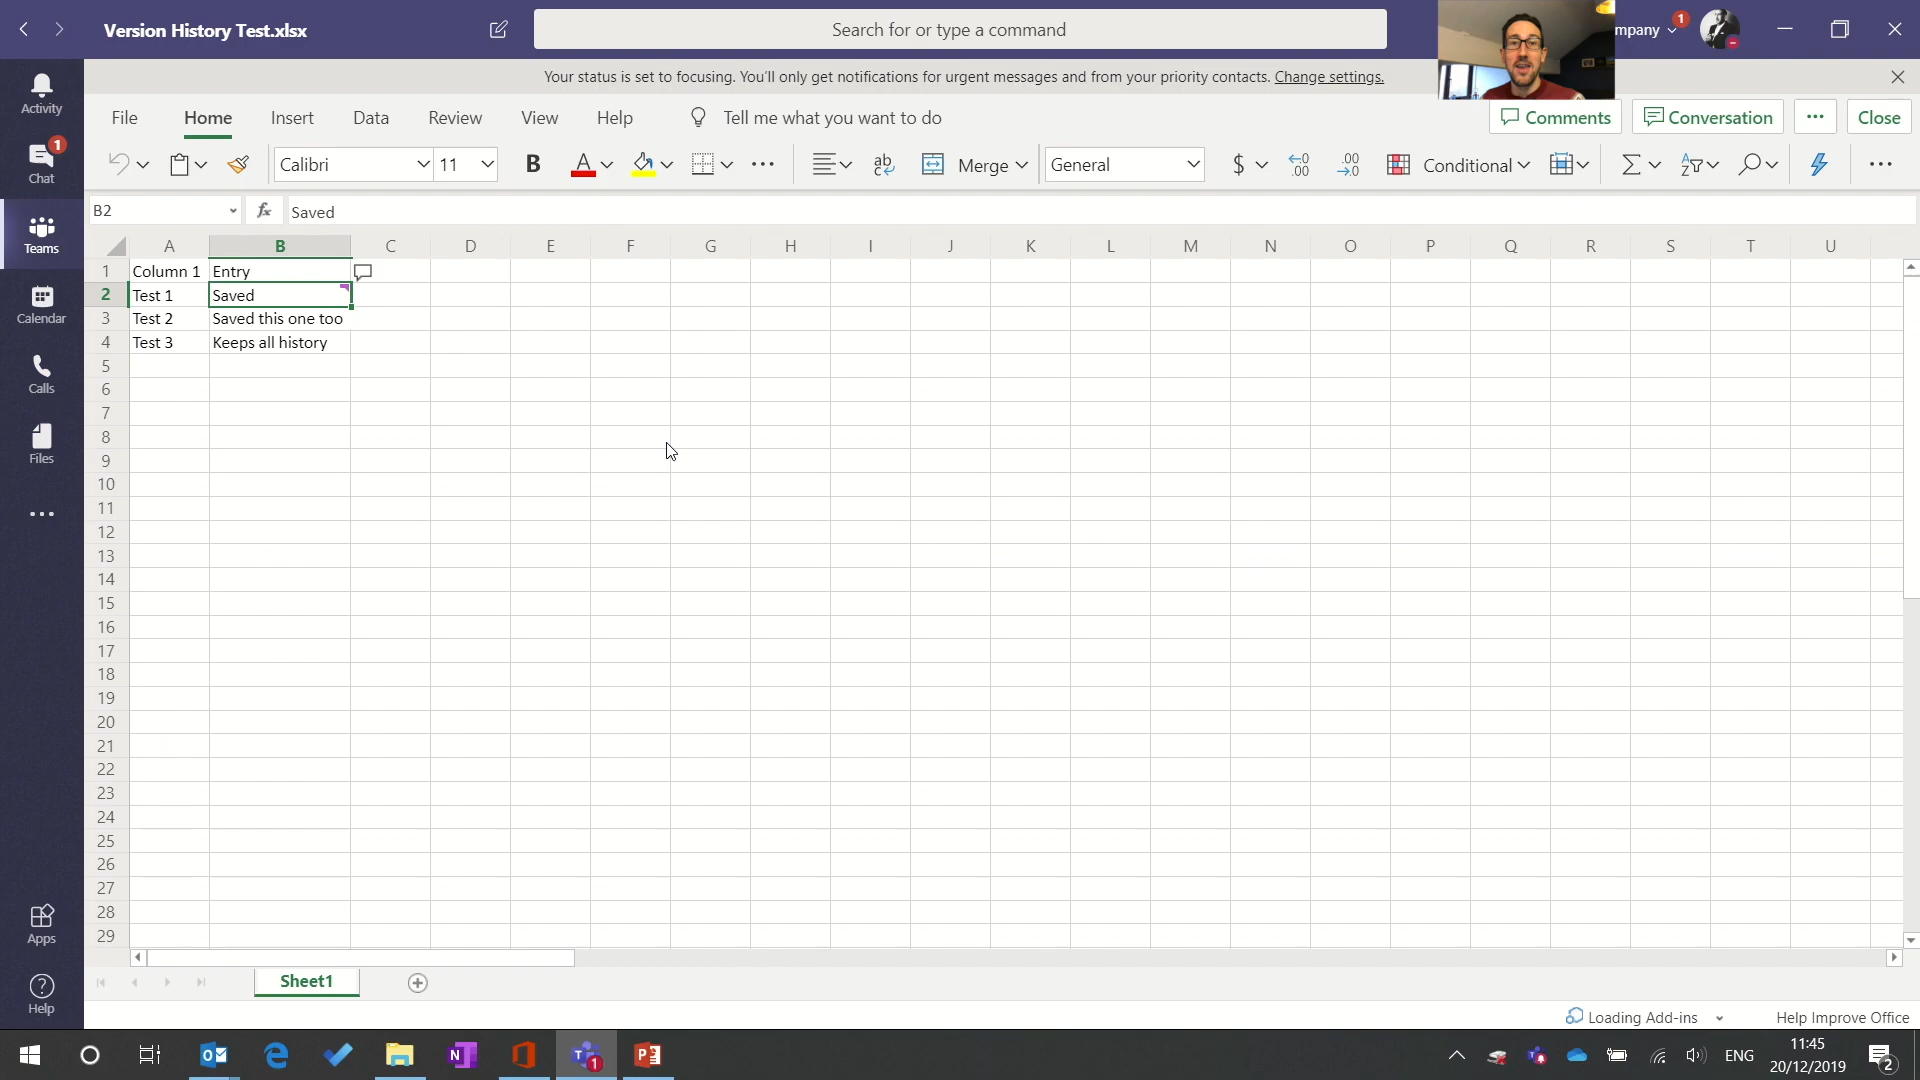 Version History Test.xlsx
Search for or type a command
mpany
1
Your status is set to focusing. You'll only get notifications for urgent messages and from your priority contacts. Change settings.
Activity
Chat
1
Teams
Calendar
Calls
Files
Apps
Help
File Home Insert Data Review View Help Tell me what you want to do
Comments Conversation Close
Calibri 11 B A ab Merge General $ .00 .00 Conditional
B2 fx Saved
A B C D E F G H I J K L M N O P Q R S T U
1 Column 1 Entry
2 Test 1 Saved
3 Test 2 Saved this one too
4 Test 3 Keeps all history
5
6
7
8
9
10
11
12
13
14
15
16
17
18
19
20
21
22
23
24
25
26
27
28
29
Sheet1
Loading Add-ins Help Improve Office
ENG
11:45
20/12/2019
2